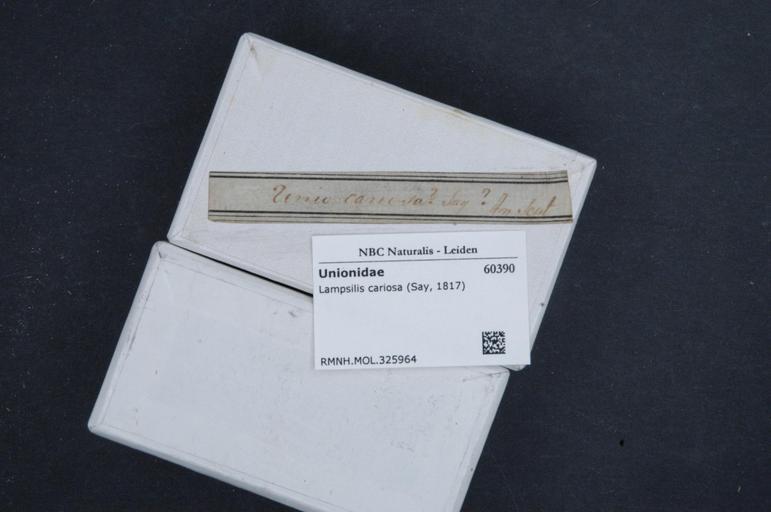 Unio cariosa? Say? Am. Sept
NBC Naturalis - Leiden
Unionidae 60390
Lampsilis cariosa (Say, 1817)
RMNH.MOL.325964